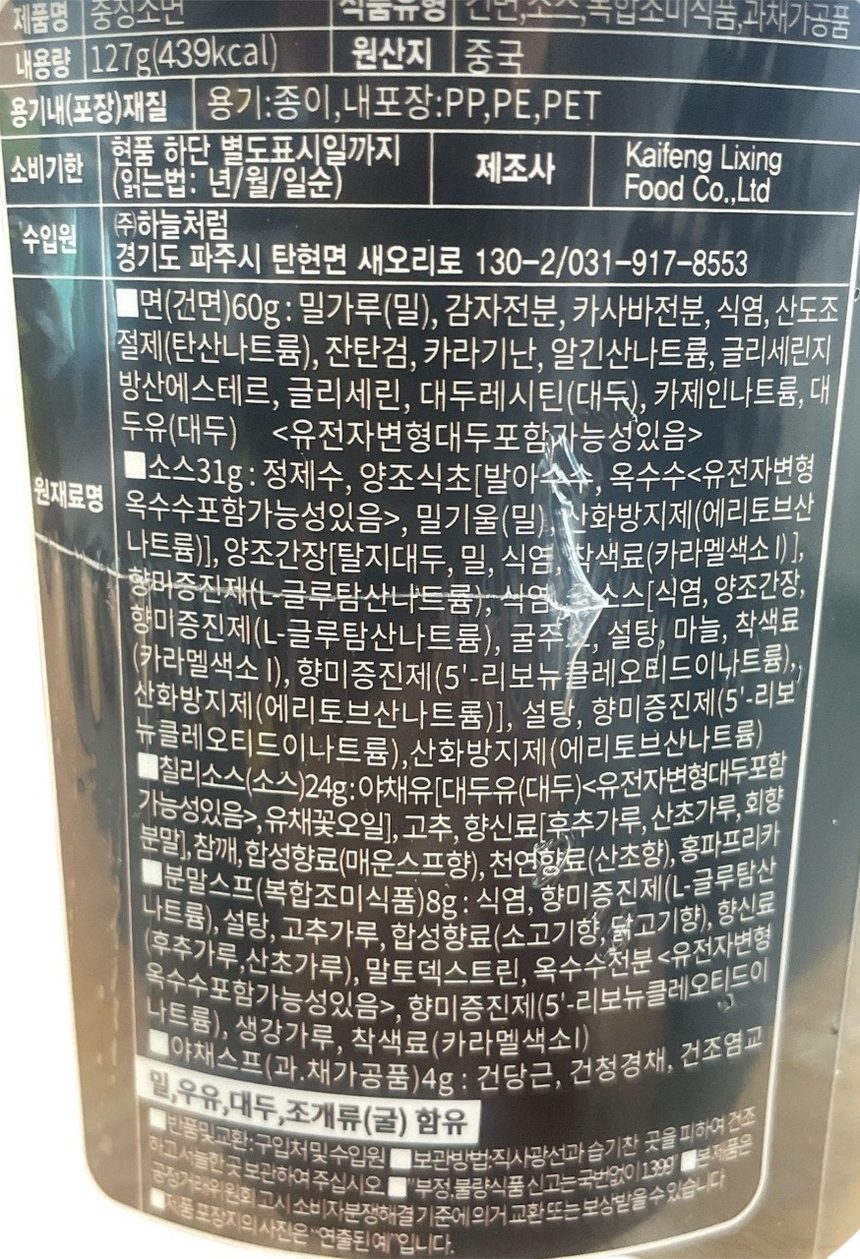 제품명 중칭소면 식품유형 건면,소스,복합조미식품,과채가공품
내용량 127g(439kcal) 원산지 중국
용기내(포장)재질 용기:종이,내포장:PP,PE,PET
소비기한 현품 하단 별도표시일까지 (읽는법: 년/월/일순) 제조사 Kaifeng Lixing Food Co.,Ltd
수입원 ㈜하늘처럼
경기도 파주시 탄현면 새오리로 130-2/031-917-8553
원재료명
■면(건면)60g : 밀가루(밀), 감자전분, 카사바전분, 식염, 산도조
절제(탄산나트륨), 잔탄검, 카라기난, 알긴산나트륨, 글리세린지
방산에스테르, 글리세린, 대두레시틴(대두), 카제인나트륨, 대
두유(대두) <유전자변형대두포함가능성있음>
■소스31g : 정제수, 양조식초[발아, 옥수수<유전자변형
옥수수포함가능성있음>, 밀기울(밀), 산화방지제(에리토브산
나트륨)], 양조간장[탈지대두, 밀, 식염, 착색료(카라멜색소 I)],
향미증진제(L-글루탐산나트륨), 식염, 소스[식염, 양조간장,
향미증진제(L-글루탐산나트륨), 설탕, 마늘, 착색료
(카라멜색소 I), 향미증진제(5'-리보뉴클레오티드이나트륨),
산화방지제(에리토브산나트륨)], 설탕, 향미증진제(5'-리보
뉴클레오티드이나트륨),산화방지제(에리토브산나트륨)
■칠리소스(소스)24g:야채유[대두유(대두)<유전자변형대두포함
가능성있음>,유채꽃오일], 고추, 향신료[후추가루, 산초가루, 회향
분말], 참깨, 합성향료(매운스프향), 천연향료(산초향), 홍파프리카
■분말스프(복합조미식품)8g : 식염, 향미증진제(L-글루탐산
나트륨), 설탕, 고추가루, 합성향료(소고기향, 닭고기향), 향신료
(후추가루,산초가루), 말토덱스트린, 옥수수전분 <유전자변형
옥수수포함가능성있음>, 향미증진제(5'-리보뉴클레오티드이
나트륨), 생강가루, 착색료(카라멜색소I)
■야채스프(과.채가공품)4g : 건당근, 건청경채, 건조염교
밀,우유,대두,조개류(굴) 함유
■반품및교환 : 구입처 및 수입원 ■보관방법:직사광선과 습기찬 곳을 피하여 건조
하고 서늘한 곳 보관하여 주십시오 ■"부정,불량식품 신고는 국번없이 1399 ■본제품은
공정거래위원회 고시 소비자분쟁해결 기준에 의거 교환 또는 보상받을 수 있습니다
■제품 포장지의 사진은 "연출된 예"입니다.